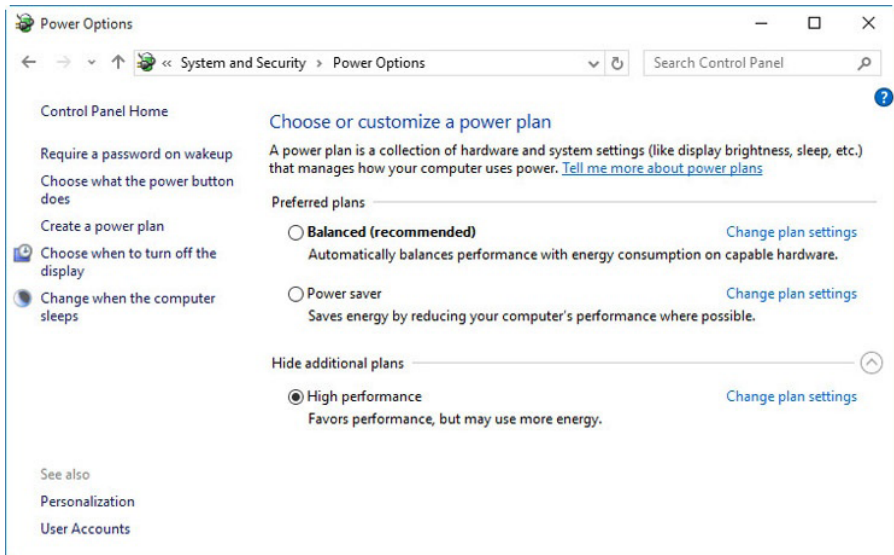 Power Options
« System and Security › Power Options
Search Control Panel
?
Control Panel Home
Require a password on wakeup
Choose what the power button
does
Create a power plan
Choose when to turn off the
display
Change when the computer
sleeps
See also
Personalization
User Accounts
Choose or customize a power plan
A power plan is a collection of hardware and system settings (like display brightness, sleep, etc.)
that manages how your computer uses power. Tell me more about power plans
Preferred plans
Balanced (recommended) Change plan settings
Automatically balances performance with energy consumption on capable hardware.
Power saver Change plan settings
Saves energy by reducing your computer's performance where possible.
Hide additional plans
High performance Change plan settings
Favors performance, but may use more energy.